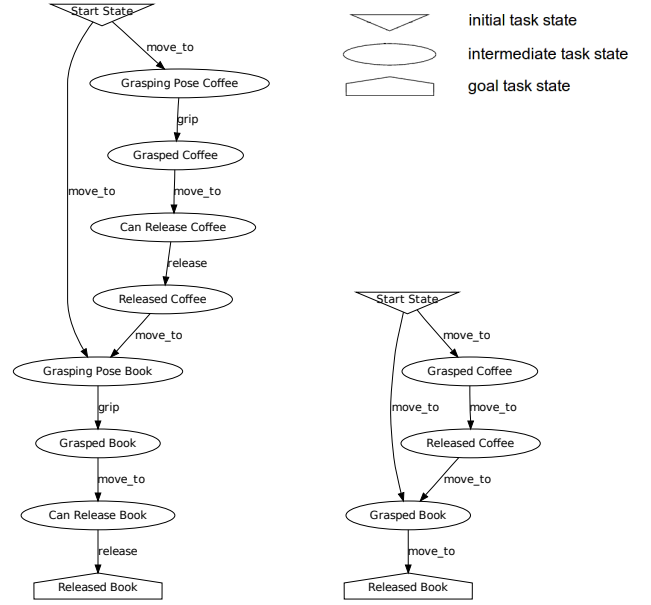 Start State
move_to
Grasping Pose Coffee
grip
Grasped Coffee
move_to
move_to
Can Release Coffee
release
Released Coffee
move_to
Grasping Pose Book
grip
Grasped Book
move_to
Can Release Book
release
Released Book
initial task state
intermediate task state
goal task state
Start State
move_to
Grasped Coffee
move_to
move_to
Released Coffee
move_to
Grasped Book
move_to
Released Book